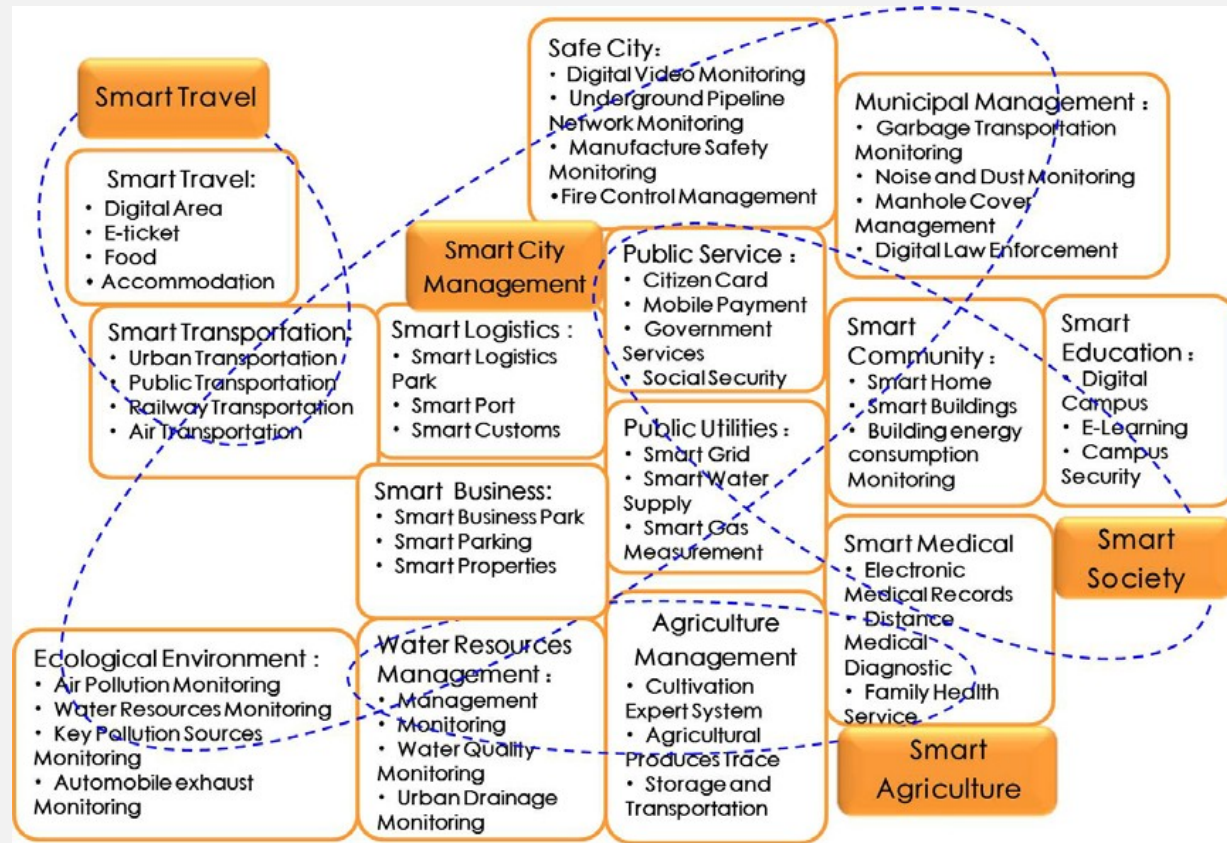 Smart Travel
Smart Travel:
• Digital Area
• E-ticket
• Food
• Accommodation
Safe City:
• Digital Video Monitoring
• Underground Pipeline
Network Monitoring
• Manufacture Safety
Monitoring
•Fire Control Management
Municipal Management :
• Garbage Transportation
Monitoring
• Noise and Dust Monitoring
• Manhole Cover
Management
• Digital Law Enforcement
Smart City
Management
Public Service :
• Citizen Card
• Mobile Payment
• Government
Services
• Social Security
Smart Transportation:
• Urban Transportation
• Public Transportation
• Railway Transportation
• Air Transportation
Smart Logistics :
• Smart Logistics
Park
• Smart Port
• Smart Customs
Smart
Community :
• Smart Home
• Smart Buildings
• Building energy
consumption
Monitoring
Smart
Education :
• Digital
Campus
• E-Learning
• Campus
Security
Public Utilities :
• Smart Grid
• Smart Water
Supply
• Smart Gas
Measurement
Smart Business:
• Smart Business Park
• Smart Parking
• Smart Properties
Smart Medical
• Electronic
Medical Records
• Distance
Medical
Diagnostic
• Family Health
Service
Smart
Society
Ecological Environment :
• Air Pollution Monitoring
• Water Resources Monitoring
• Key Pollution Sources
Monitoring
• Automobile exhaust
Monitoring
Water Resources
Management :
• Management
Monitoring
• Water Quality
Monitoring
• Urban Drainage
Monitoring
Agriculture
Management
• Cultivation
Expert System
• Agricultural
Produces Trace
• Storage and
Transportation
Smart
Agriculture